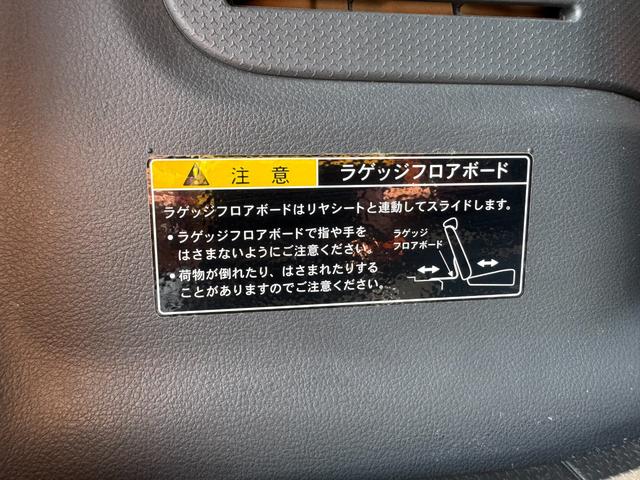 注意
ラゲッジフロアボード
ラゲッジフロアボードはリヤシートと連動してスライドします。
• ラゲッジフロアボードで指や手を
はさまないようにご注意ください。
• 荷物が倒れたり、はさまれたりする
ことがありますのでご注意ください。
ラゲッジ
フロアボード